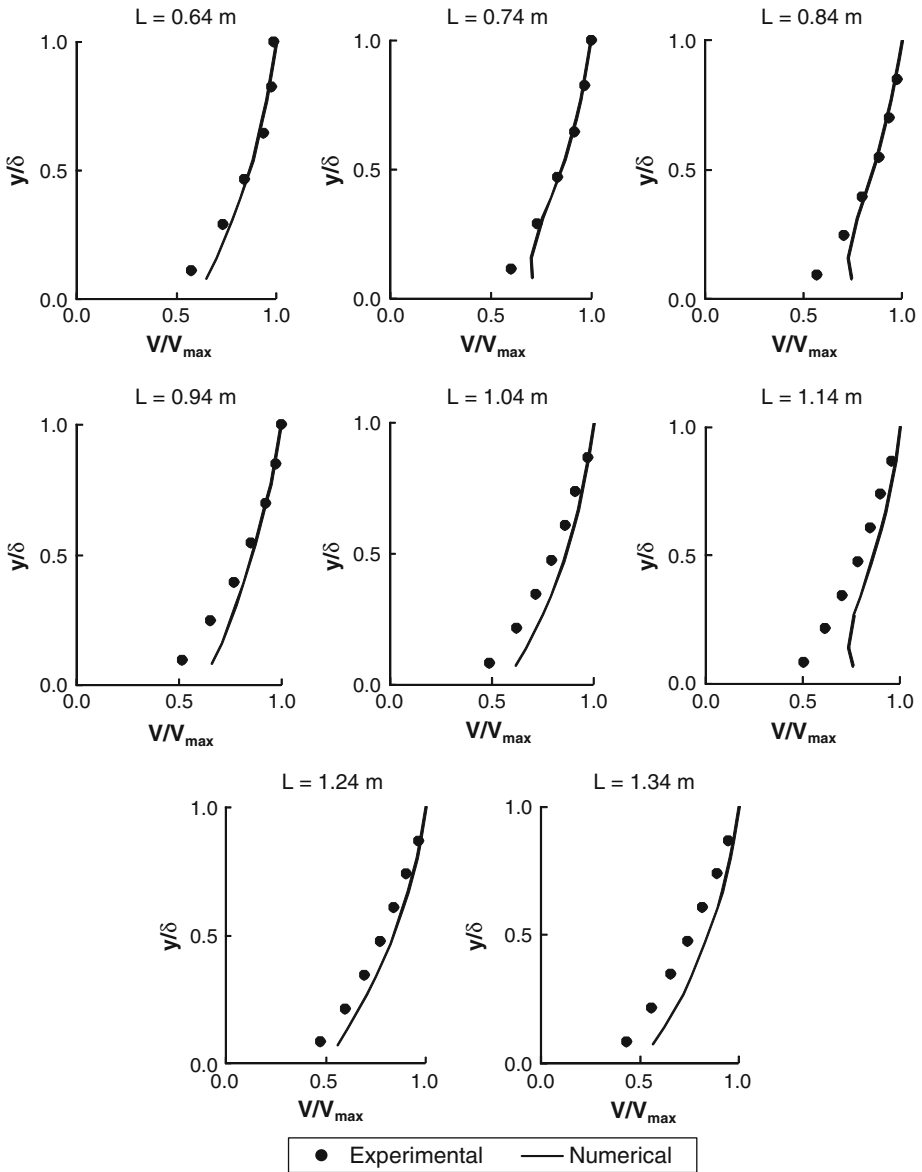 L = 0.64 m
L = 0.74 m
L = 0.84 m
1.0
0.5
0.0
y/δ
0.0 0.5 1.0
V/Vmax
1.0
0.5
0.0
y/δ
0.0 0.5 1.0
V/Vmax
1.0
0.5
0.0
y/δ
0.0 0.5 1.0
V/Vmax
L = 0.94 m
L = 1.04 m
L = 1.14 m
1.0
0.5
0.0
y/δ
0.0 0.5 1.0
V/Vmax
1.0
0.5
0.0
y/δ
0.0 0.5 1.0
V/Vmax
1.0
0.5
0.0
y/δ
0.0 0.5 1.0
V/Vmax
L = 1.24 m
L = 1.34 m
1.0
0.5
0.0
y/δ
0.0 0.5 1.0
V/Vmax
1.0
0.5
0.0
y/δ
0.0 0.5 1.0
V/Vmax
Experimental
Numerical